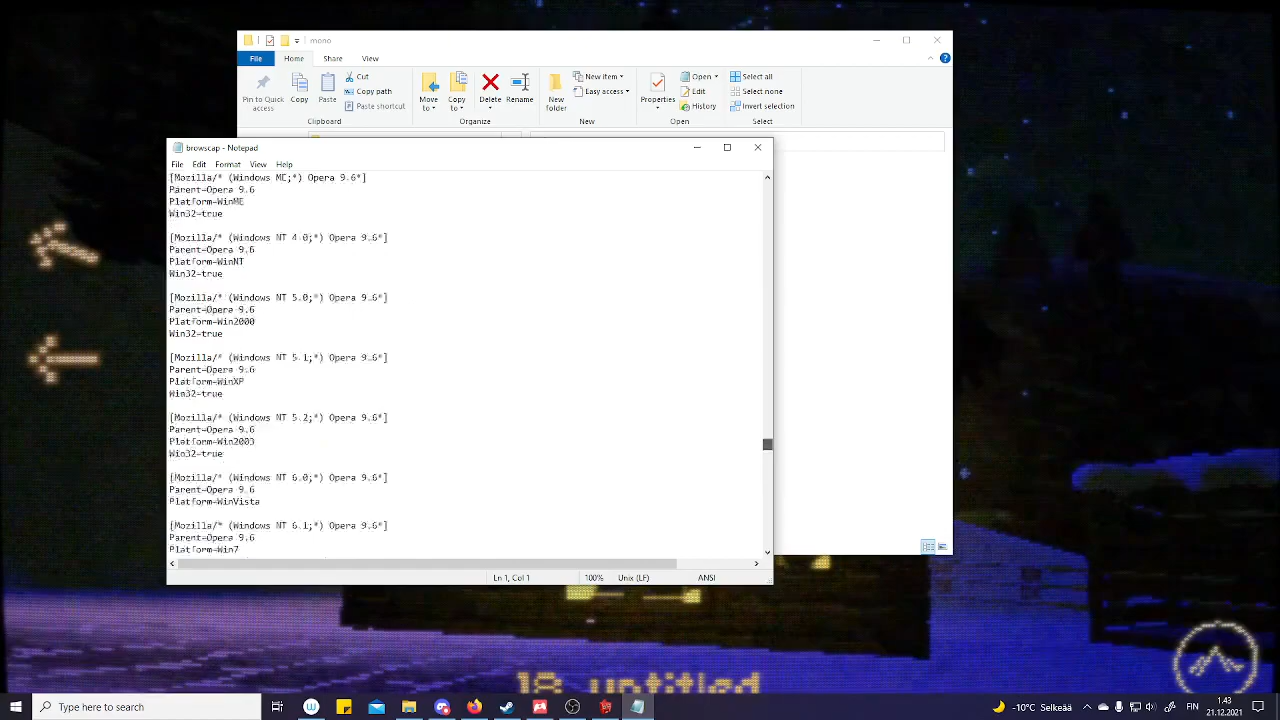 mono
File Home Share View
Pin to Quick access
Copy
Paste
Cut
Copy path
Paste shortcut
Clipboard
Move to
Copy to
Delete
Rename
Organize
New folder
New item
Easy access
New
Properties
Open
Edit
History
Open
Select all
Select none
Invert selection
Select
browscap - Notepad
File Edit Format View Help
[Mozilla/* (Windows ME;*) Opera 9.6*]
Parent=Opera 9.6
Platform=WinME
Win32=true
[Mozilla/* (Windows NT 4.0;*) Opera 9.6*]
Parent=Opera 9.6
Platform=WinNT
Win32=true
[Mozilla/* (Windows NT 5.0;*) Opera 9.6*]
Parent=Opera 9.6
Platform=Win2000
Win32=true
[Mozilla/* (Windows NT 5.1;*) Opera 9.6*]
Parent=Opera 9.6
Platform=WinXP
Win32=true
[Mozilla/* (Windows NT 5.2;*) Opera 9.6*]
Parent=Opera 9.6
Platform=Win2003
Win32=true
[Mozilla/* (Windows NT 6.0;*) Opera 9.6*]
Parent=Opera 9.6
Platform=WinVista
[Mozilla/* (Windows NT 6.1;*) Opera 9.6*]
Parent=Opera 9.6
Platform=Win7
Ln 1, Col 1 100% Unix (LF) ANSI
18 untitled
Type here to search
-10°C Selkeää
FIN
1.43
21.12.2021